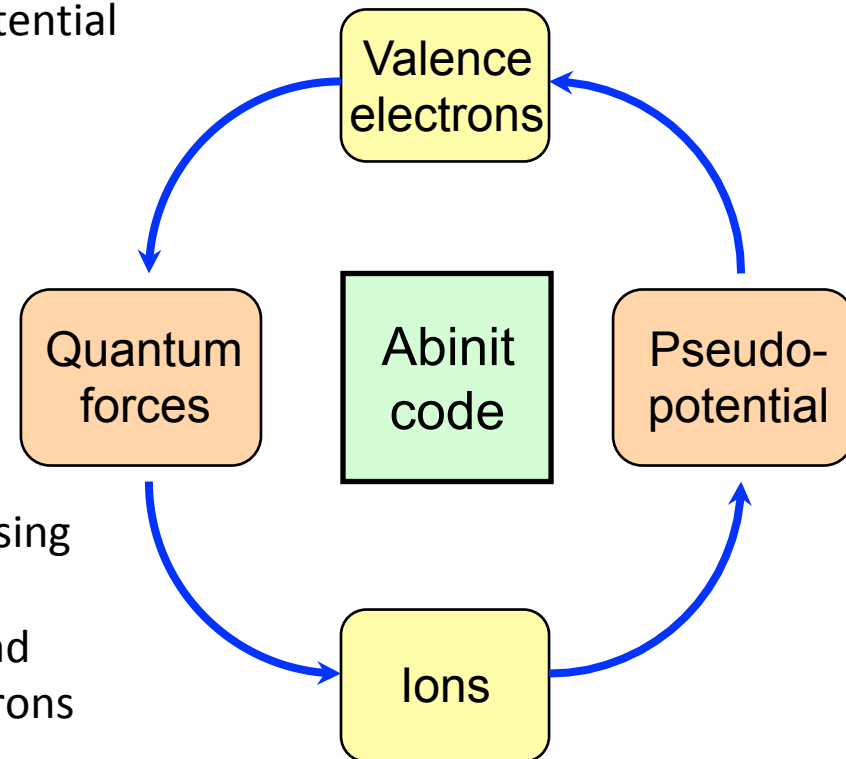 tential
Valence
electrons
Quantum
forces
Abinit
code
Pseudo-
potential
sing
nd
rons
Ions